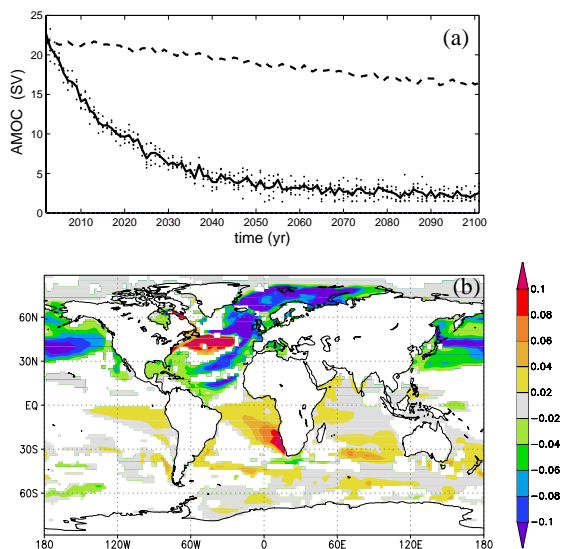 (a)
25
20
15
10
5
0
AMOC (SV)
2010 2020 2030 2040 2050 2060 2070 2080 2090 2100
time (yr)
(b)
60N
30N
EQ
30S
60S
180 120W 60W 0 60E 120E 180
0.1
0.08
0.06
0.04
0.02
−0.02
−0.04
−0.06
−0.08
−0.1